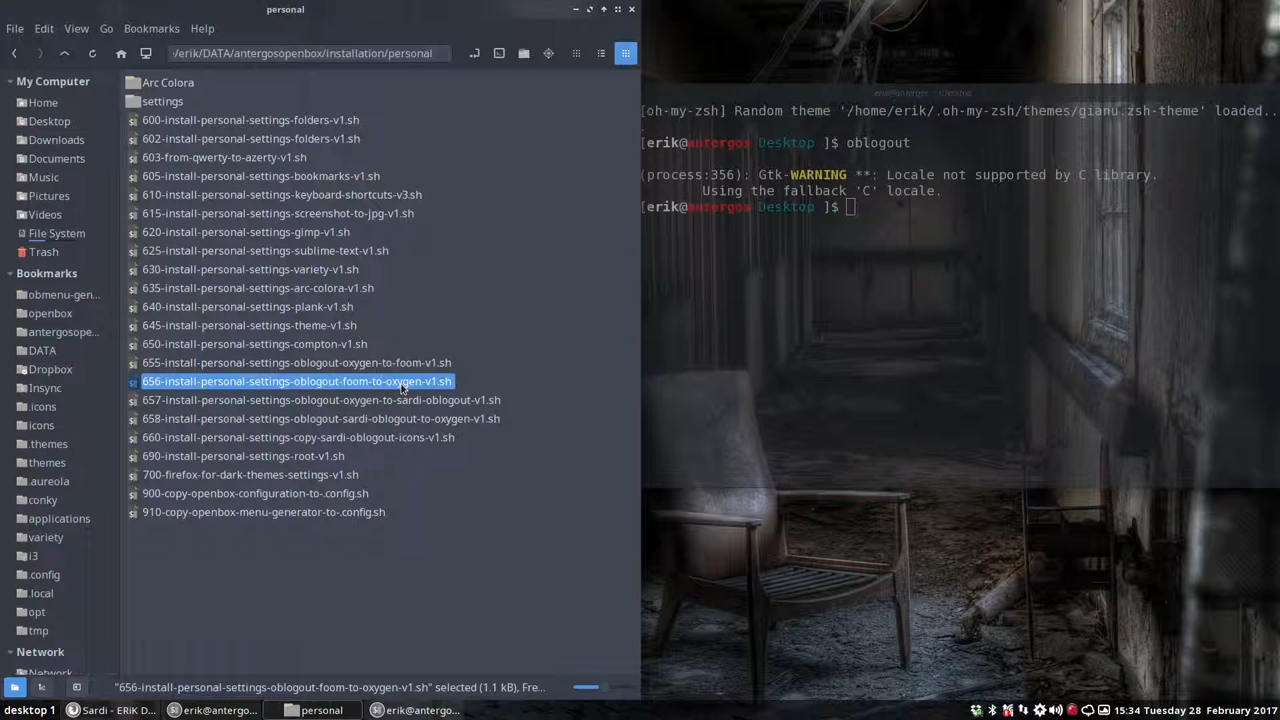 personal
File Edit View Go Bookmarks Help
:/erik/DATA/antergosopenbox/installation/personal
My Computer
Home
Desktop
Downloads
Documents
Music
Pictures
Videos
File System
Trash
Bookmarks
obmenu-gen...
openbox
antergosope...
DATA
Dropbox
Insync
.icons
icons
.themes
themes
.aureola
conky
applications
variety
i3
.config
.local
opt
tmp
Network
Network
Arc Colora
settings
600-install-personal-settings-folders-v1.sh
602-install-personal-settings-folders-v1.sh
603-from-qwerty-to-azerty-v1.sh
605-install-personal-settings-bookmarks-v1.sh
610-install-personal-settings-keyboard-shortcuts-v3.sh
615-install-personal-settings-screenshot-to-jpg-v1.sh
620-install-personal-settings-gimp-v1.sh
625-install-personal-settings-sublime-text-v1.sh
630-install-personal-settings-variety-v1.sh
635-install-personal-settings-arc-colora-v1.sh
640-install-personal-settings-plank-v1.sh
645-install-personal-settings-theme-v1.sh
650-install-personal-settings-compton-v1.sh
655-install-personal-settings-oblogout-oxygen-to-foom-v1.sh
656-install-personal-settings-oblogout-foom-to-oxygen-v1.sh
657-install-personal-settings-oblogout-oxygen-to-sardi-oblogout-v1.sh
658-install-personal-settings-oblogout-sardi-oblogout-to-oxygen-v1.sh
660-install-personal-settings-copy-sardi-oblogout-icons-v1.sh
690-install-personal-settings-root-v1.sh
700-firefox-for-dark-themes-settings-v1.sh
900-copy-openbox-configuration-to-.config.sh
910-copy-openbox-menu-generator-to-.config.sh
"656-install-personal-settings-oblogout-foom-to-oxygen-v1.sh" selected (1.1 kB), Fre...
erik@antergos:~/Desktop
[oh-my-zsh] Random theme '/home/erik/.oh-my-zsh/themes/gianu.zsh-theme' loaded..
.
[erik@antergos Desktop ]$ oblogout
(process:356): Gtk-WARNING **: Locale not supported by C library.
Using the fallback 'C' locale.
[erik@antergos Desktop ]$
desktop 1 Sardi - ERiK D... erik@antergo... personal erik@antergo... 15:34 Tuesday 28 February 2017